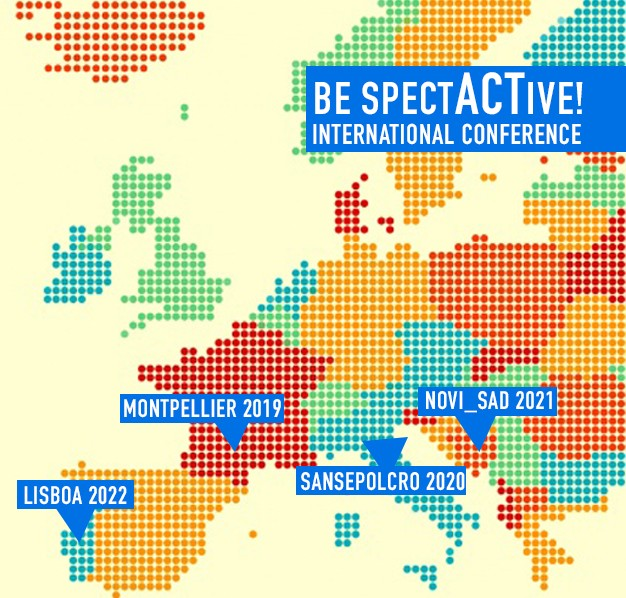 BE SPECTACTIVE!
INTERNATIONAL CONFERENCE
MONTPELLIER 2019
NOVI_SAD 2021
SANSEPOLCRO 2020
LISBOA 2022